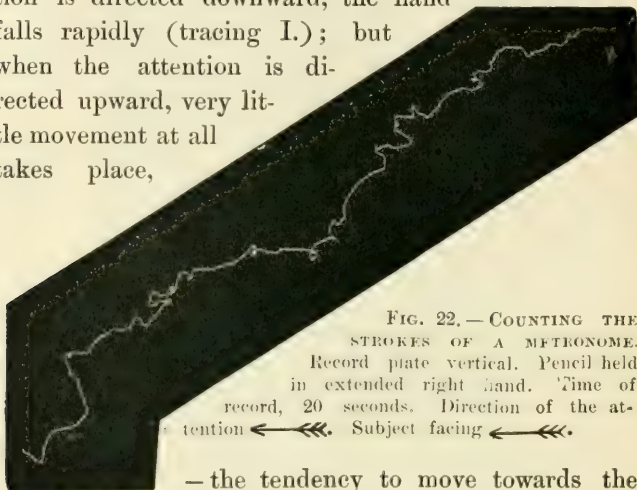 tion is directed downward, the hand
falls rapidly (tracing I.); but
when the attention is di-
rected upward, very lit-
tle movement at all
takes place,
FIG. 22. — COUNTING THE
STROKES OF A METRONOME.
Record plate vertical. Pencil held
in extended right hand. Time of
record, 20 seconds. Direction of the at-
tention Subject facing
— the tendency to move towards the